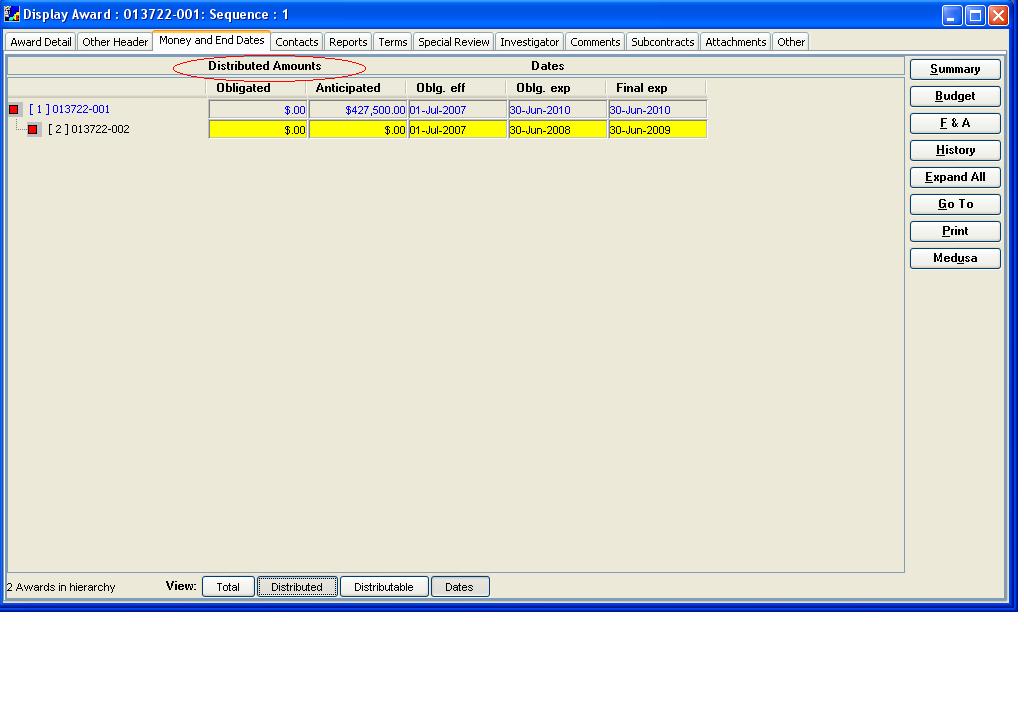 Display Award : 013722-001: Sequence : 1
Award Detail Other Header Money and End Dates Contacts Reports Terms Special Review Investigator Comments Subcontracts Attachments Other
Distributed Amounts Dates
Obligated Anticipated Oblg. eff Oblg. exp Final exp
[ 1 ] 013722-001 $.00 $427,500.00 01-Jul-2007 30-Jun-2010 30-Jun-2010
[ 2 ] 013722-002 $.00 $.00 01-Jul-2007 30-Jun-2008 30-Jun-2009
Summary
Budget
F & A
History
Expand All
Go To
Print
Medusa
2 Awards in hierarchy View: Total Distributed Distributable Dates